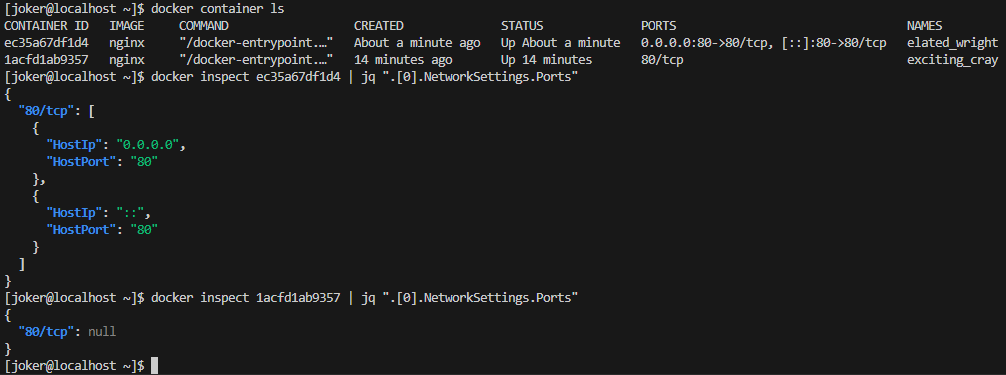 [joker@localhost ~]$ docker container ls
CONTAINER ID   IMAGE     COMMAND                  CREATED              STATUS              PORTS                                 NAMES
ec35a67df1d4   nginx     "/docker-entrypoint.…"   About a minute ago   Up About a minute   0.0.0.0:80->80/tcp, [::]:80->80/tcp   elated_wright
1acfd1ab9357   nginx     "/docker-entrypoint.…"   14 minutes ago       Up 14 minutes       80/tcp                                exciting_cray
[joker@localhost ~]$ docker inspect ec35a67df1d4 | jq ".[0].NetworkSettings.Ports"
{
  "80/tcp": [
    {
      "HostIp": "0.0.0.0",
      "HostPort": "80"
    },
    {
      "HostIp": "::",
      "HostPort": "80"
    }
  ]
}
[joker@localhost ~]$ docker inspect 1acfd1ab9357 | jq ".[0].NetworkSettings.Ports"
{
  "80/tcp": null
}
[joker@localhost ~]$